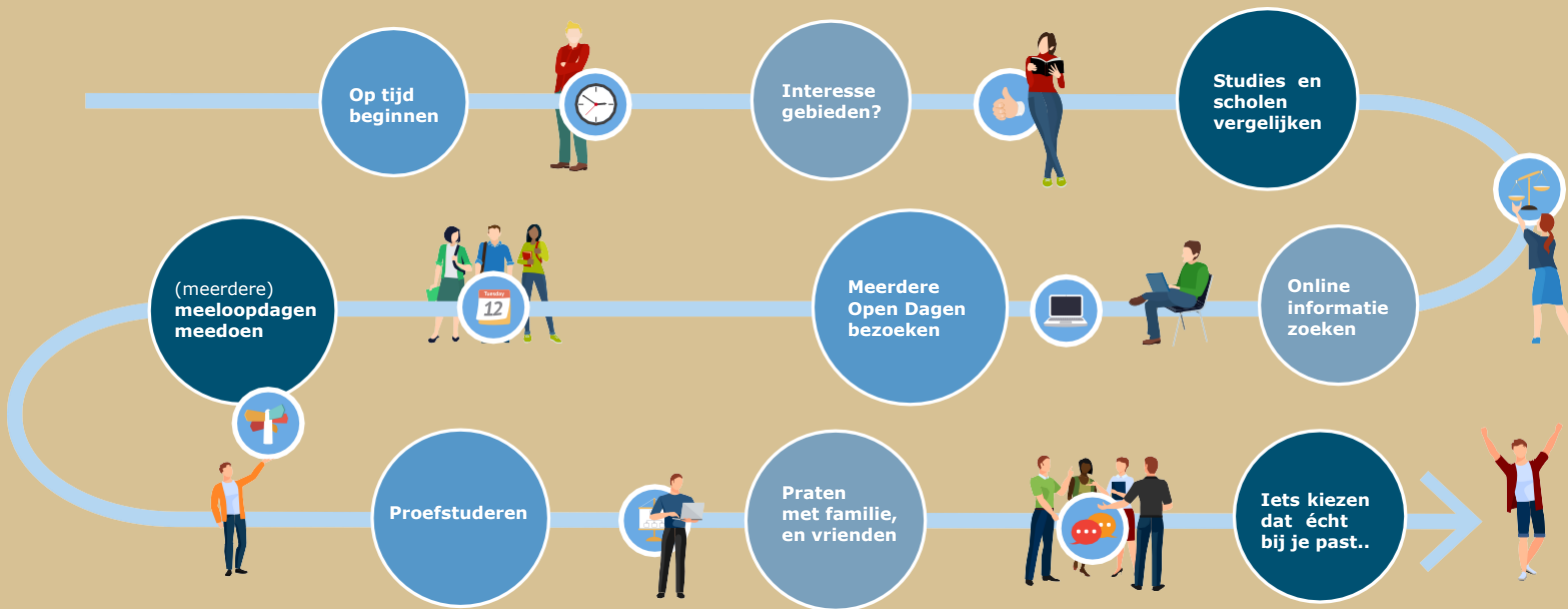 Op tijd
beginnen
Interesse
gebieden?
Studies en
scholen
vergelijken
Online
informatie
zoeken
Meerdere
Open Dagen
bezoeken
Tuesday
12
(meerdere)
meeloopdagen
meedoen
Proefstuderen
Praten
met familie,
en vrienden
Iets kiezen
dat écht
bij je past..